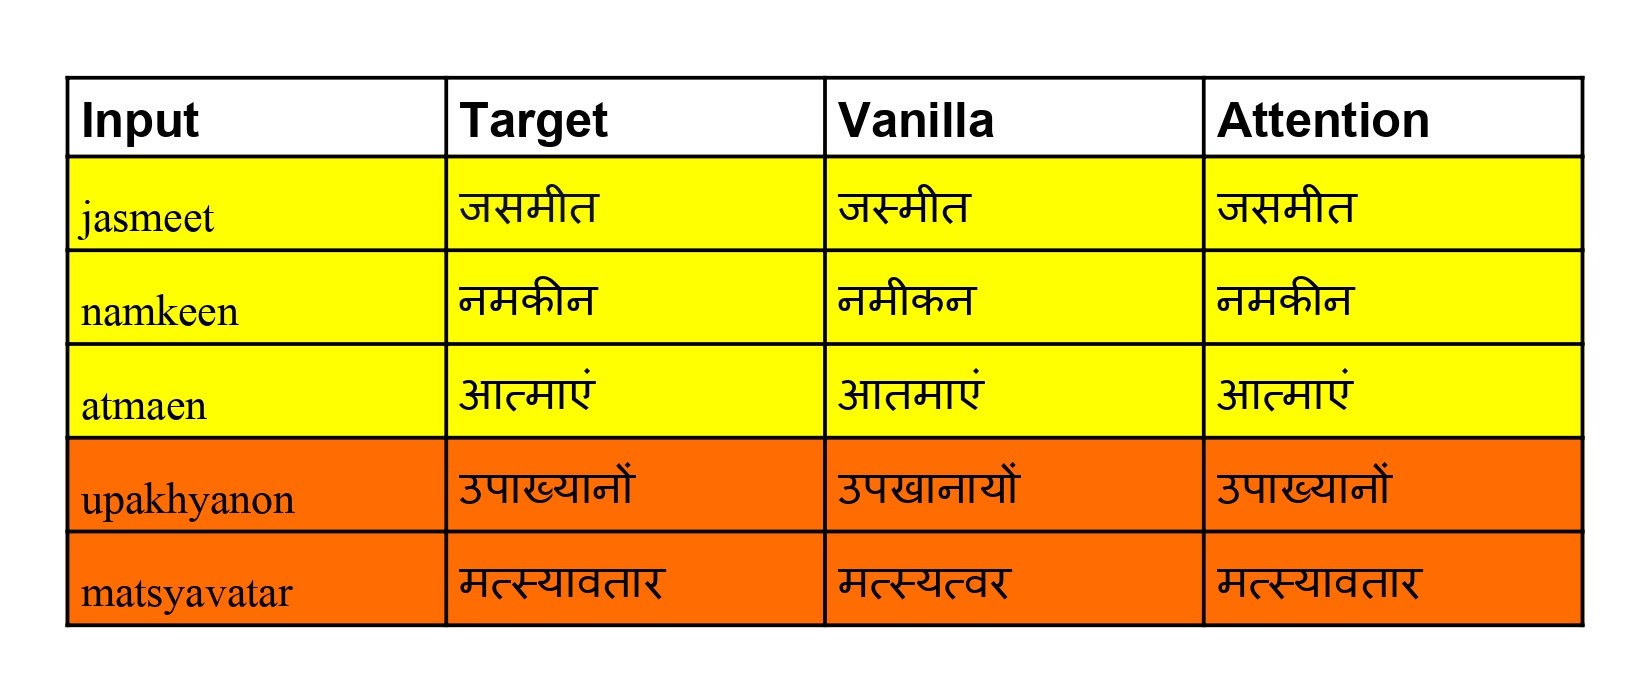 Input Target Vanilla Attention
jasmeet जसमीत जस्मीत जसमीत
namkeen नमकीन नमीकन नमकीन
atmaen आत्माएं आतमाएं आत्माएं
upakhyanon उपाख्यानों उपखानायों उपाख्यानों
matsyavatar मत्स्यावतार मत्स्यत्वर मत्स्यावतार